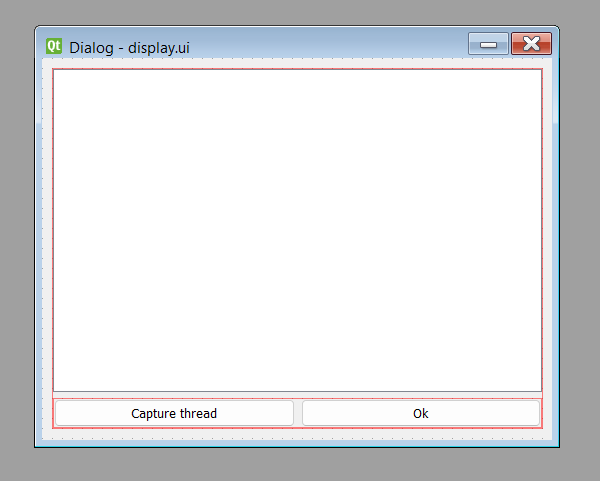 Qt Dialog - display.ui
Capture thread
Ok